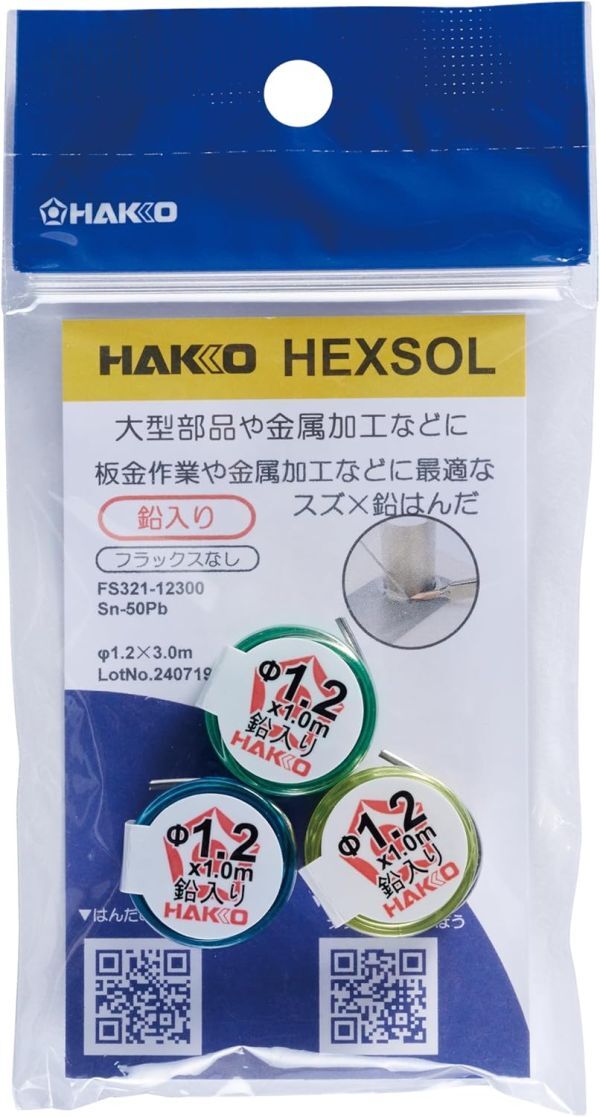 HAKKO
HAKKO HEXSOL
大型部品や金属加工などに
板金作業や金属加工などに最適な
スズ×鉛はんだ
鉛入り
フラックスなし
FS321-12300
Sn-50Pb
φ1.2×3.0m
LotNo.240719
Φ1.2
x1.0m
鉛入り
HAKKO
Φ1.2
x1.0m
鉛入り
HAKKO
Φ1.2
x1.0m
鉛入り
HAKKO
▼はんだ